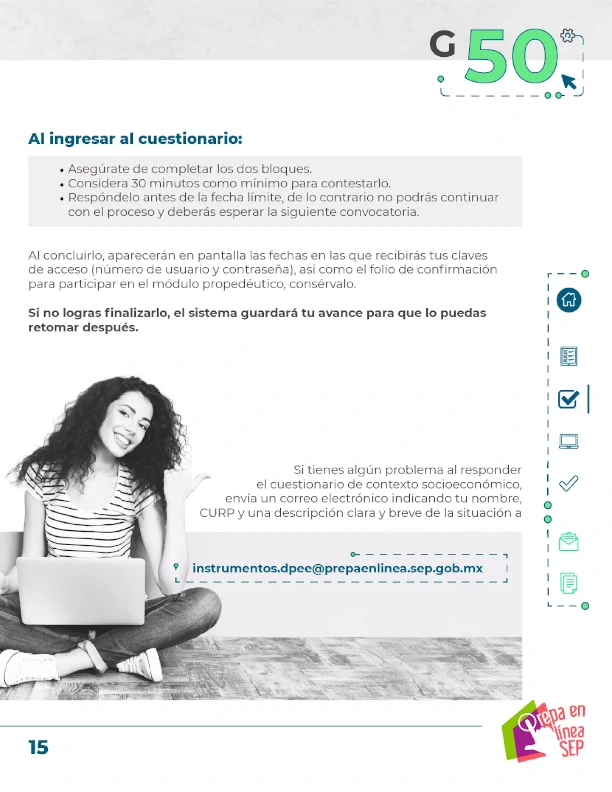 G 50
Al ingresar al cuestionario:
• Asegúrate de completar los dos bloques.
• Considera 30 minutos como mínimo para contestarlo.
• Respóndelo antes de la fecha límite, de lo contrario no podrás continuar
con el proceso y deberás esperar la siguiente convocatoria.
Al concluirlo, aparecerán en pantalla las fechas en las que recibirás tus claves
de acceso (número de usuario y contraseña), así como el folio de confirmación
para participar en el módulo propedéutico, consérvalo.
Si no logras finalizarlo, el sistema guardará tu avance para que lo puedas
retomar después.
Si tienes algún problema al responder
el cuestionario de contexto socioeconómico,
envía un correo electrónico indicando tu nombre,
CURP y una descripción clara y breve de la situación a
instrumentos.dpee@prepaenlinea.sep.gob.mx
15
Prepa en
línea
SEP